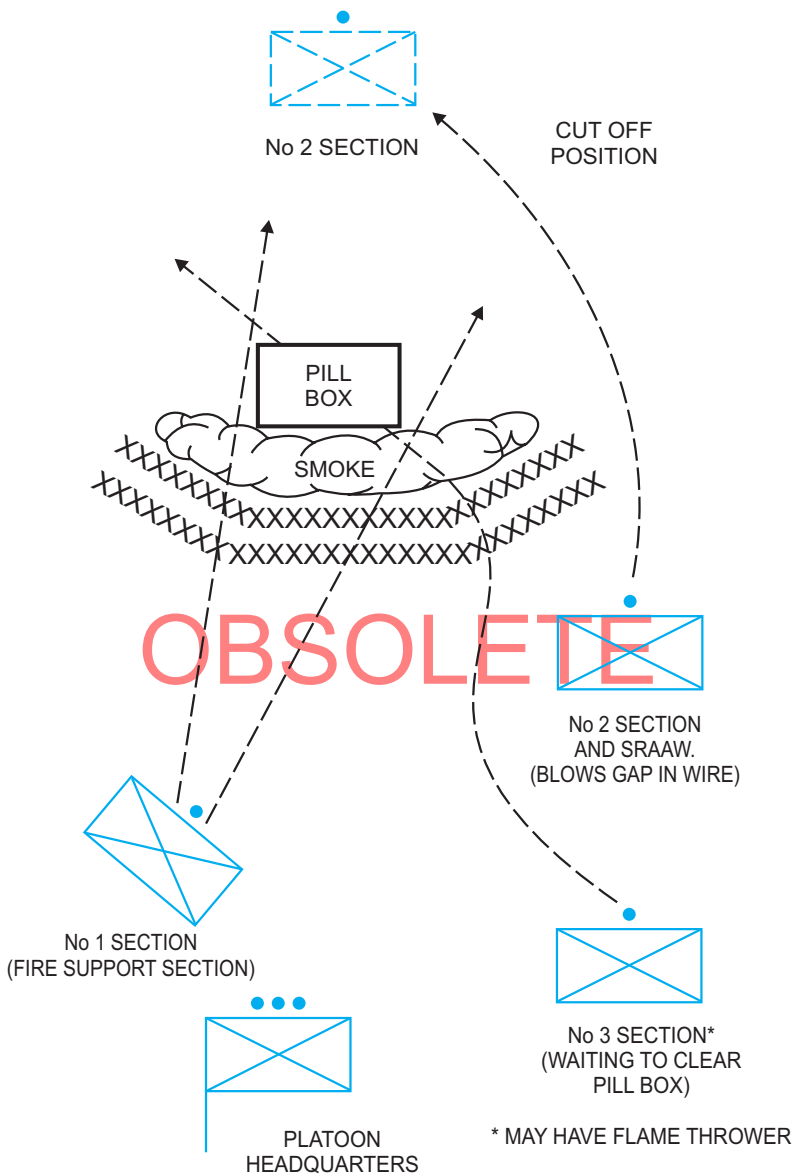 No 2 SECTION
CUT OFF
POSITION
PILL
BOX
SMOKE
XXXXXXXXXXXX
XXXXXXXXXXXXX
OBSOLETE
No 2 SECTION
AND SRAAW.
(BLOWS GAP IN WIRE)
No 1 SECTION
(FIRE SUPPORT SECTION)
No 3 SECTION*
(WAITING TO CLEAR
PILL BOX)
* MAY HAVE FLAME THROWER
PLATOON
HEADQUARTERS